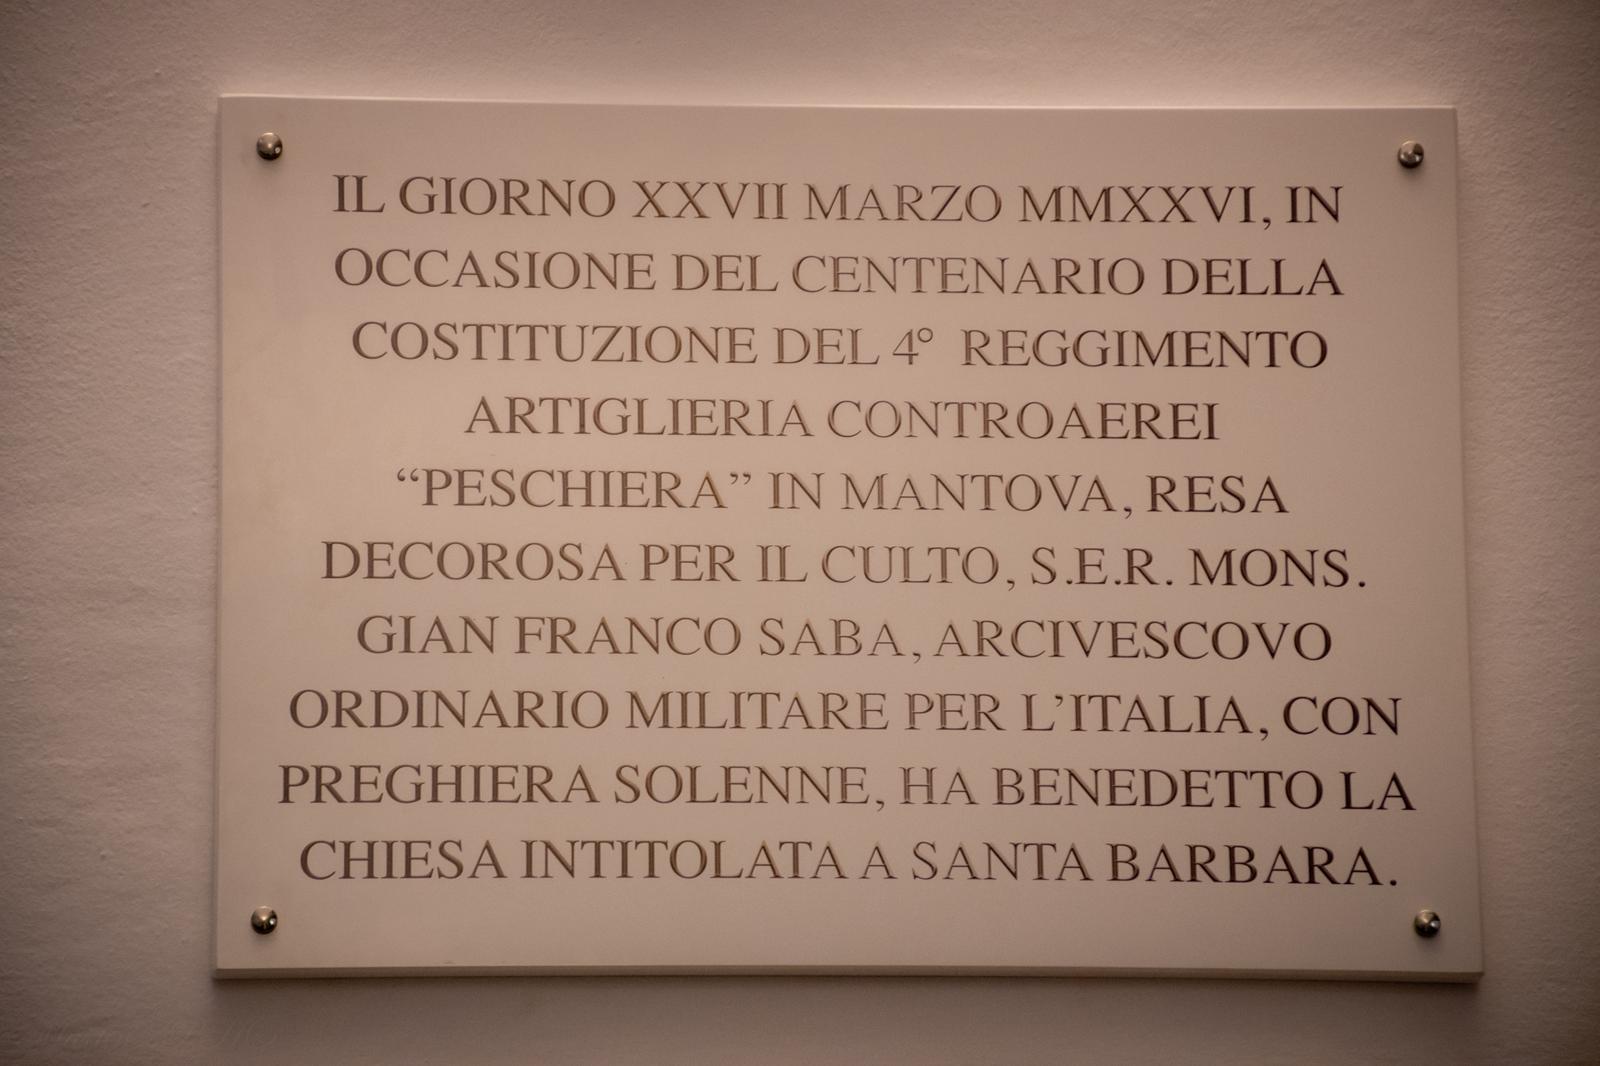 IL GIORNO XXVII MARZO MMXXVI, IN
OCCASIONE DEL CENTENARIO DELLA
COSTITUZIONE DEL 4° REGGIMENTO
ARTIGLIERIA CONTROAEREI
“PESCHIERA” IN MANTOVA, RESA
DECOROSA PER IL CULTO, S.E.R. MONS.
GIAN FRANCO SABA, ARCIVESCOVO
ORDINARIO MILITARE PER L’ITALIA, CON
PREGHIERA SOLENNE, HA BENEDETTO LA
CHIESA INTITOLATA A SANTA BARBARA.